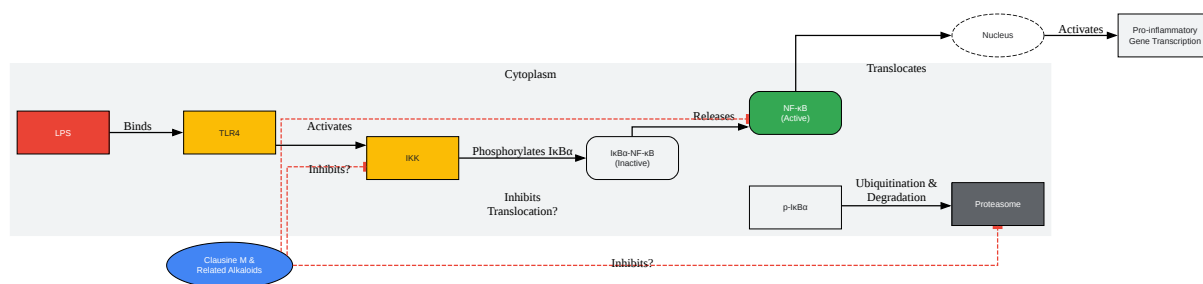 Nucleus
Activates
Pro-inflammatory
Gene Transcription
Cytoplasm
Translocates
LPS
Binds
TLR4
Activates
IKK
Inhibits?
Phosphorylates IκBα
IκBα-NF-κB
(Inactive)
Releases
NF-κB
(Active)
Inhibits
Translocation?
p-IκBα
Ubiquitination &
Degradation
Proteasome
Clausine M &
Related Alkaloids
Inhibits?